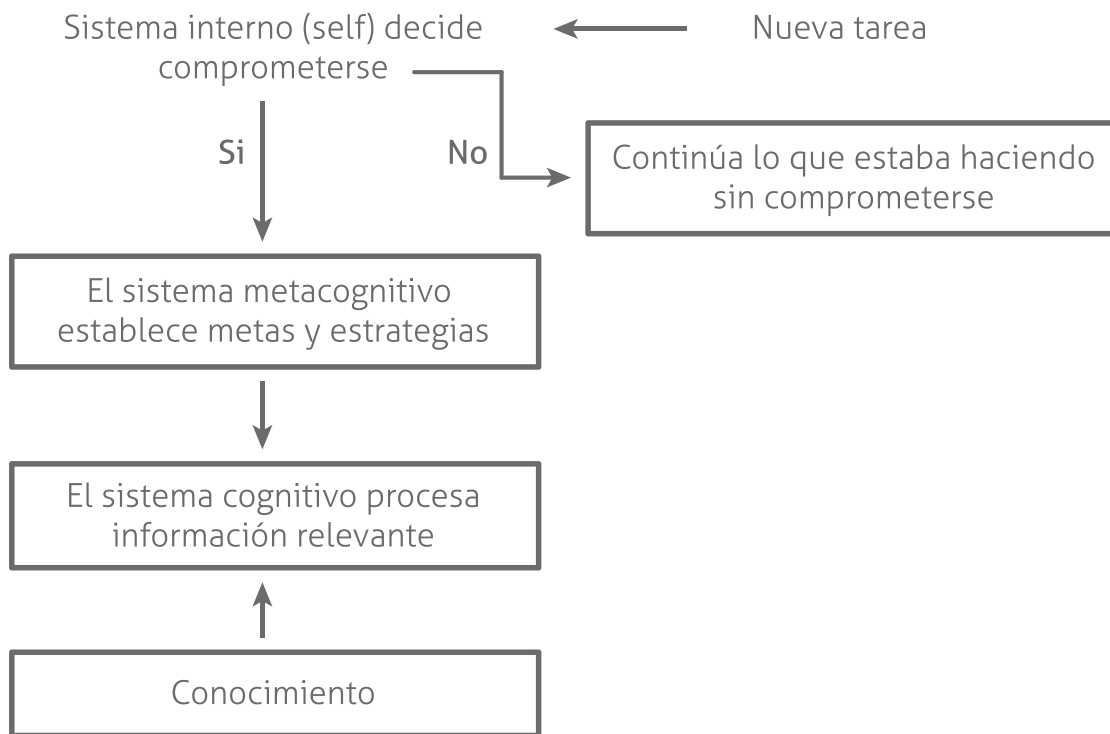 Sistema interno (self) decide
comprometerse
Nueva tarea
Si
No
Continúa lo que estaba haciendo
sin comprometerse
El sistema metacognitivo
establece metas y estrategias
El sistema cognitivo procesa
información relevante
Conocimiento